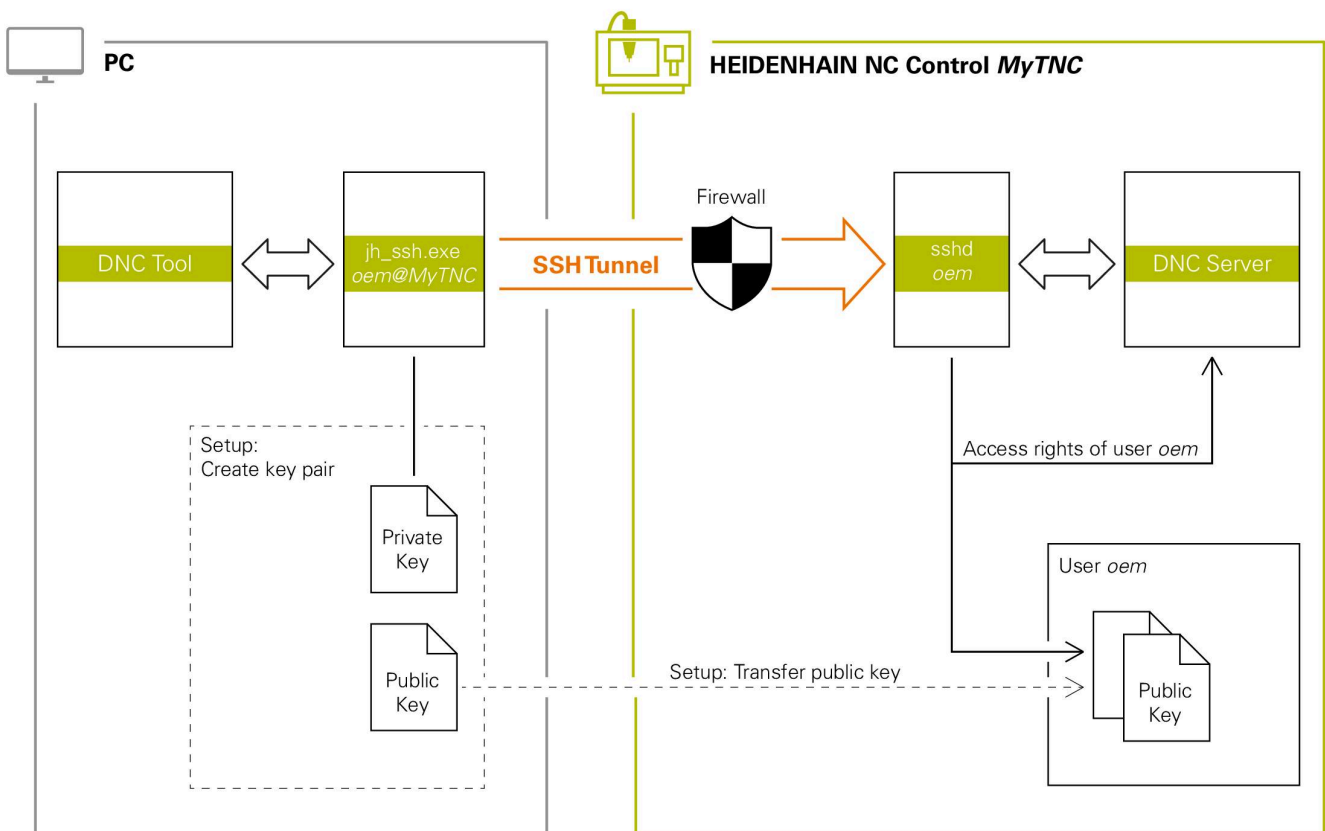 PC
HEIDENHAIN NC Control MyTNC
Firewall
DNC Tool
jh_ssh.exe
oem@MyTNC
SSH Tunnel
sshd
oem
DNC Server
Setup:
Create key pair
Access rights of user oem
Private
Key
User oem
Setup: Transfer public key
Public
Key
Public
Key